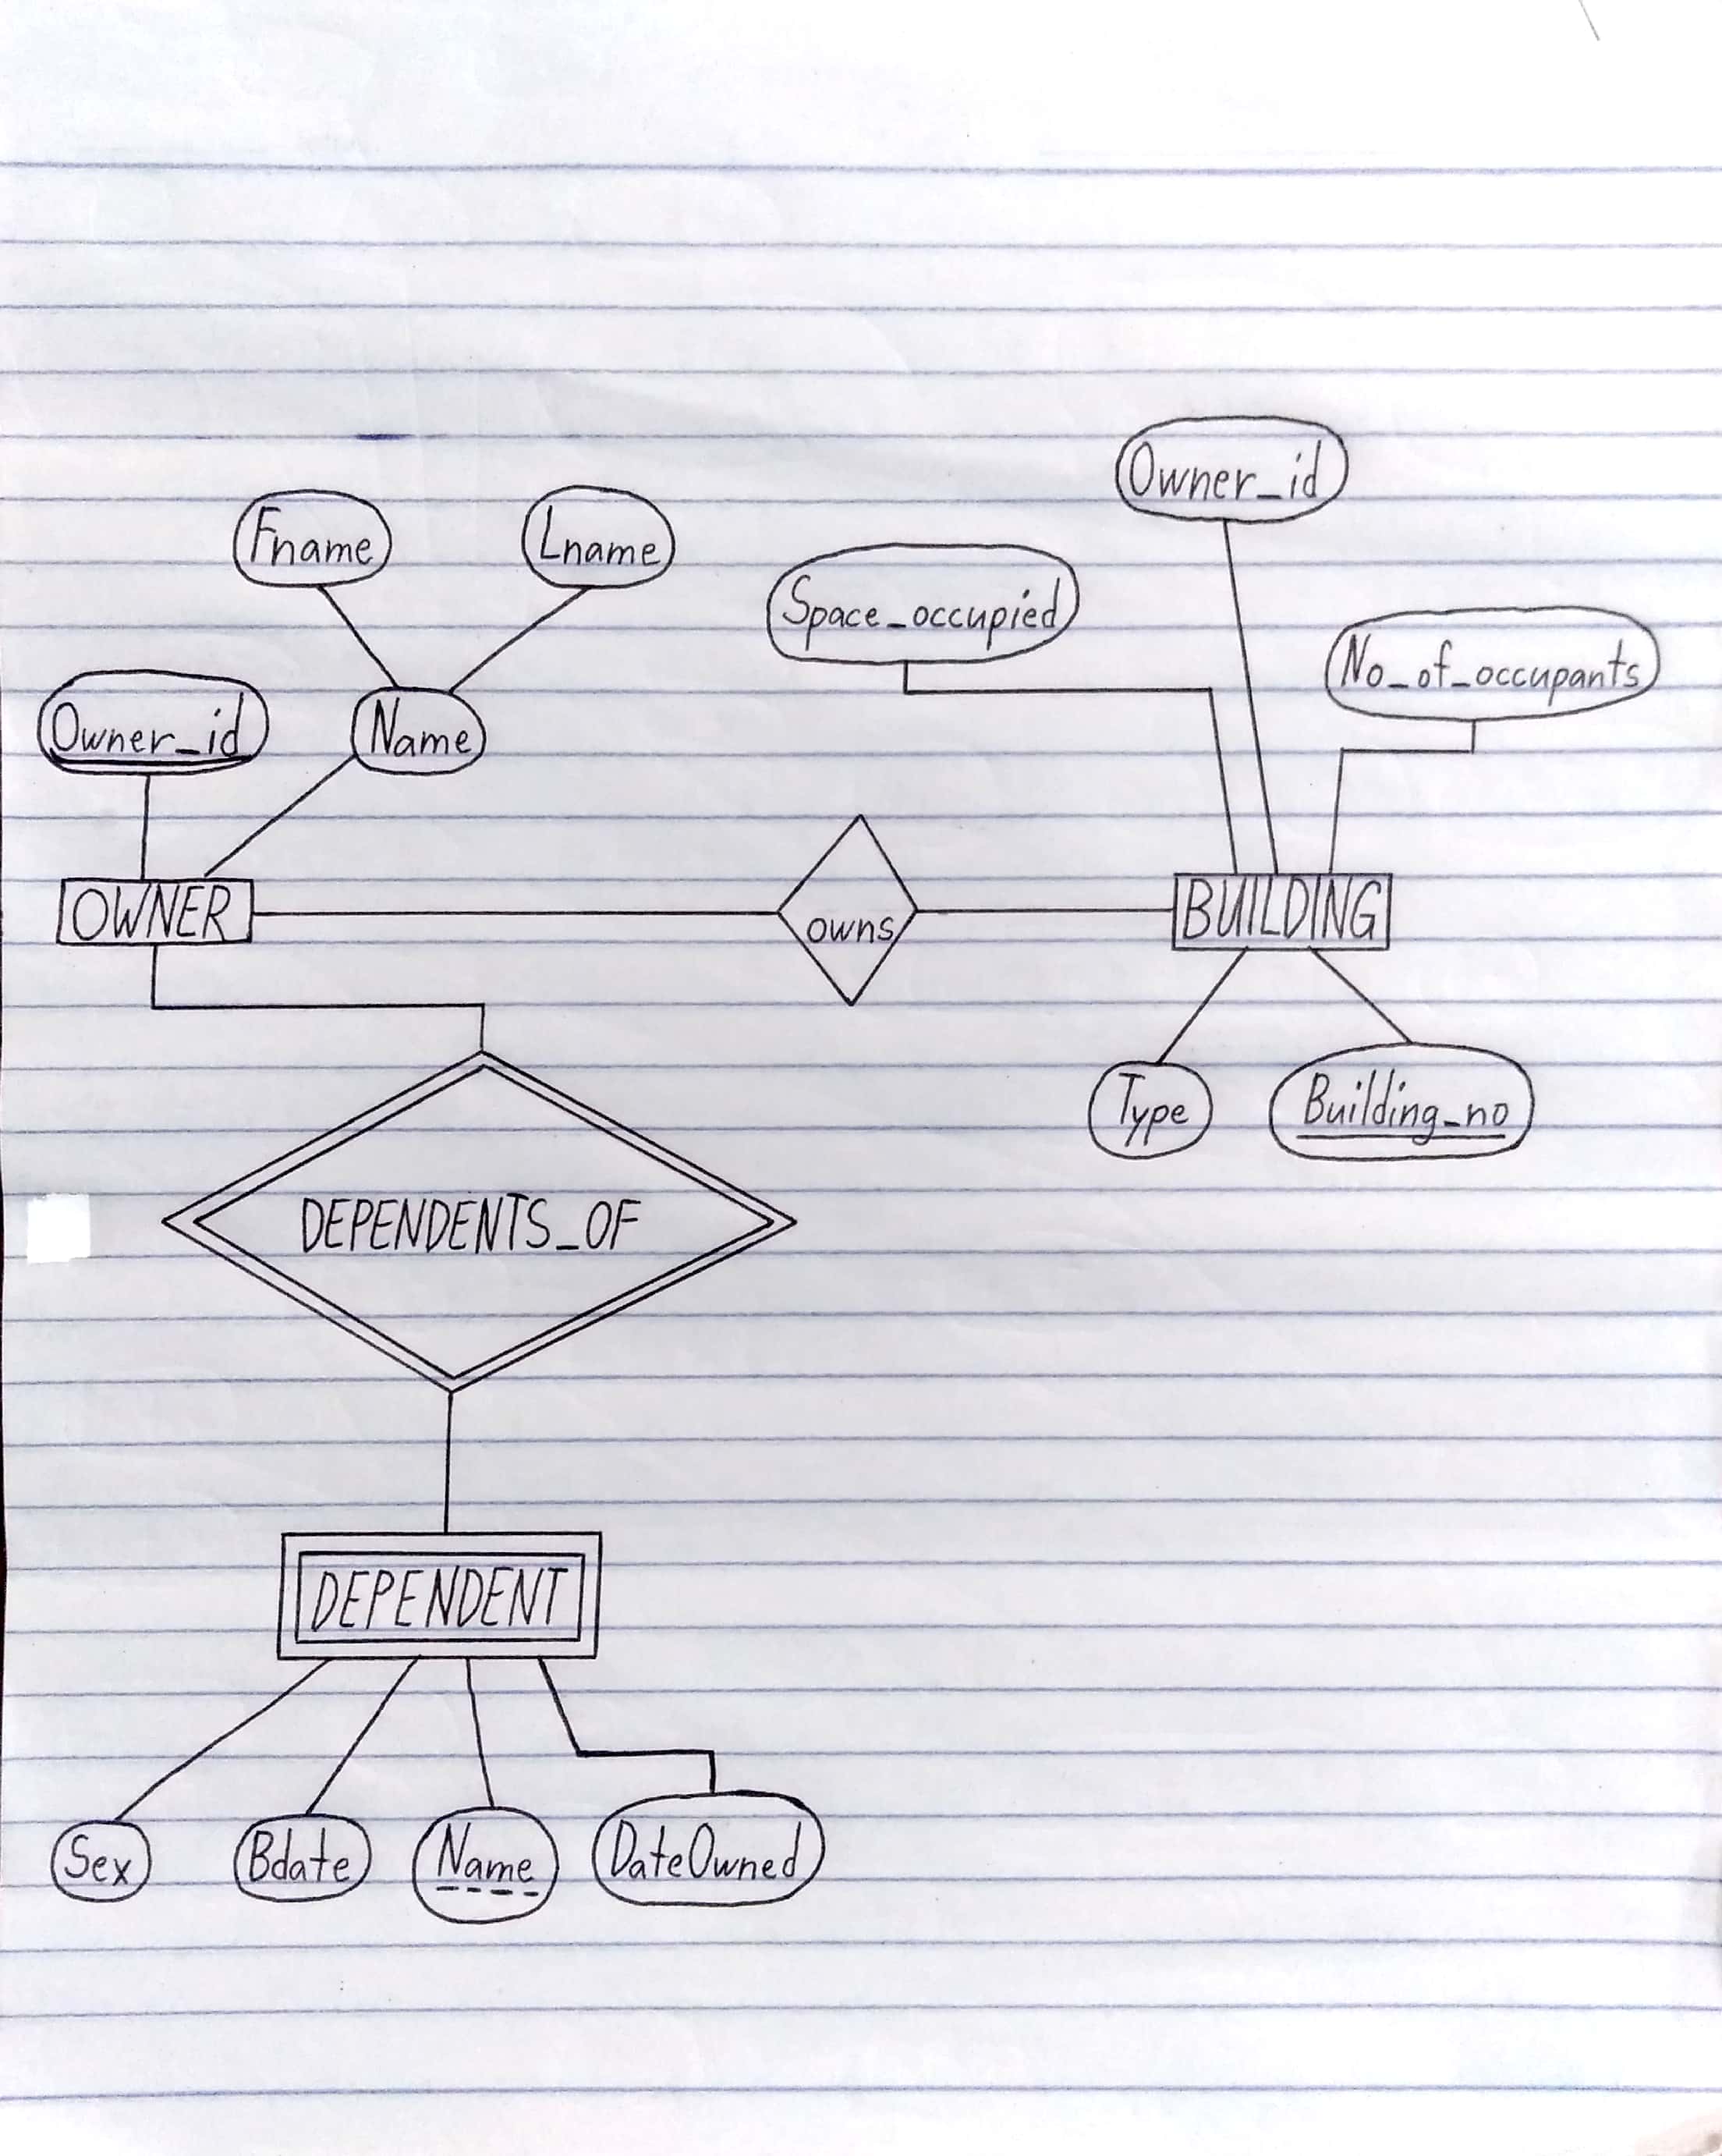 Owner_id
Fname
Lname
Space_occupied
No_of_occupants
Owner_id
Name
OWNER
owns
BUILDING
Type
Building_no
DEPENDENTS_OF
DEPENDENT
Sex
Bdate
Name
DateOwned